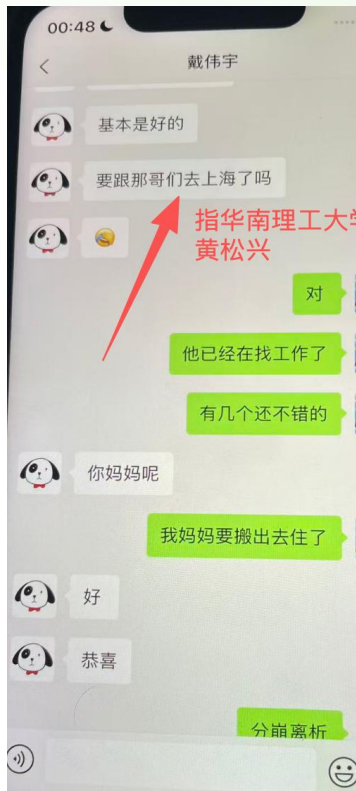 00:48
戴伟宇
基本是好的
要跟那哥们去上海了吗
指华南理工大学
黄松兴
对
他已经在找工作了
有几个还不错的
你妈妈呢
我妈妈要搬出去住了
好
恭喜
分崩离析